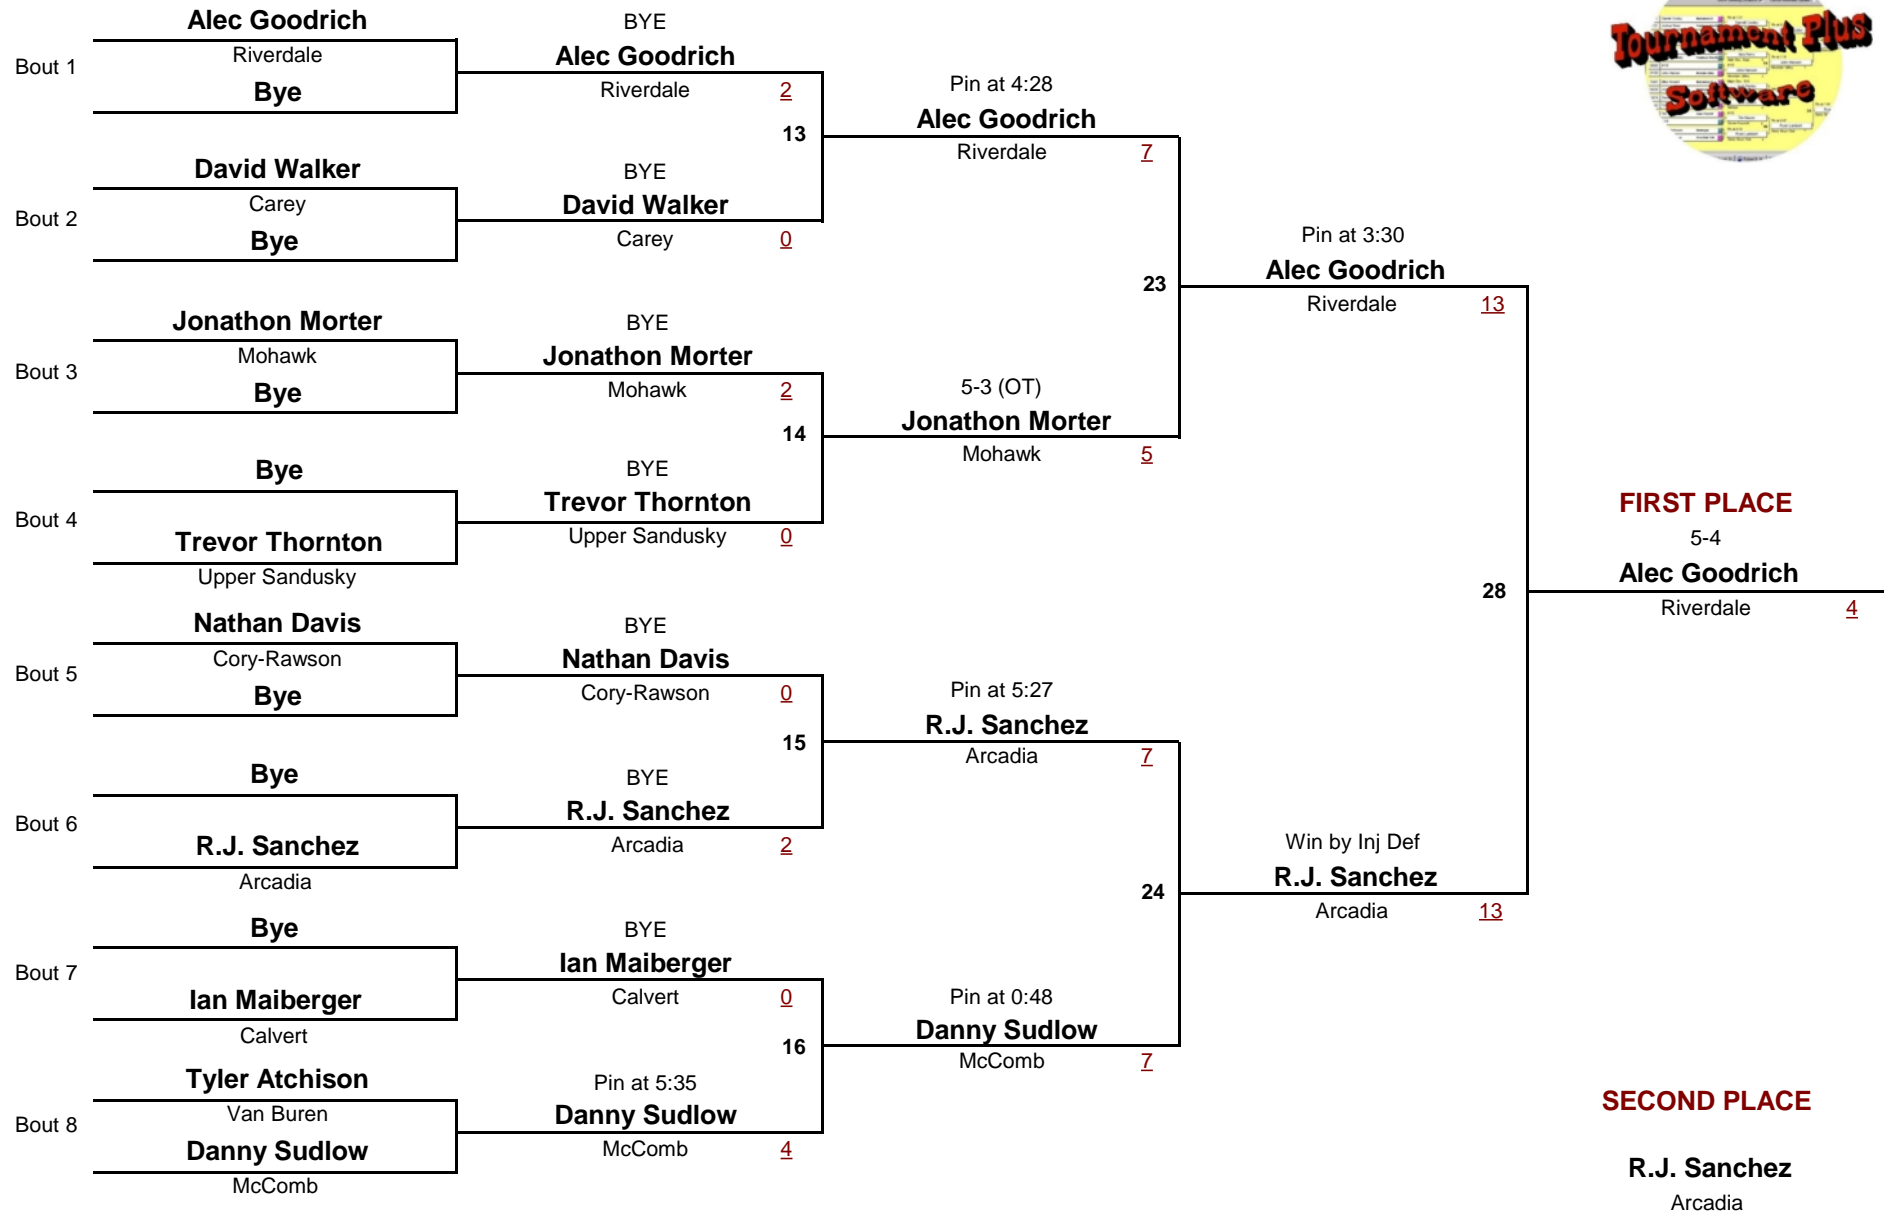 Alec Goodrich
Riverdale
Bout 1
Bye
David Walker
Carey
Bout 2
Bye
Jonathon Morter
Mohawk
Bout 3
Bye
Bye
Bout 4
Trevor Thornton
Upper Sandusky
Nathan Davis
Cory-Rawson
Bout 5
Bye
Bye
Bout 6
R.J. Sanchez
Arcadia
Bye
Bout 7
Ian Maiberger
Calvert
Tyler Atchison
Van Buren
Bout 8
Danny Sudlow
McComb
BYE
Alec Goodrich
Riverdale 2
13
BYE
David Walker
Carey 0
BYE
Jonathon Morter
Mohawk 2
14
BYE
Trevor Thornton
Upper Sandusky 0
BYE
Nathan Davis
Cory-Rawson 0
15
BYE
R.J. Sanchez
Arcadia 2
BYE
Ian Maiberger
Calvert 0
16
Pin at 5:35
Danny Sudlow
McComb 4
Pin at 4:28
Alec Goodrich
Riverdale 7
23
5-3 (OT)
Jonathon Morter
Mohawk 5
Pin at 5:27
R.J. Sanchez
Arcadia 7
24
Pin at 0:48
Danny Sudlow
McComb 7
Pin at 3:30
Alec Goodrich
Riverdale 13
28
Win by Inj Def
R.J. Sanchez
Arcadia 13
Tournament Plus
Software
FIRST PLACE
5-4
Alec Goodrich
Riverdale 4
SECOND PLACE
R.J. Sanchez
Arcadia